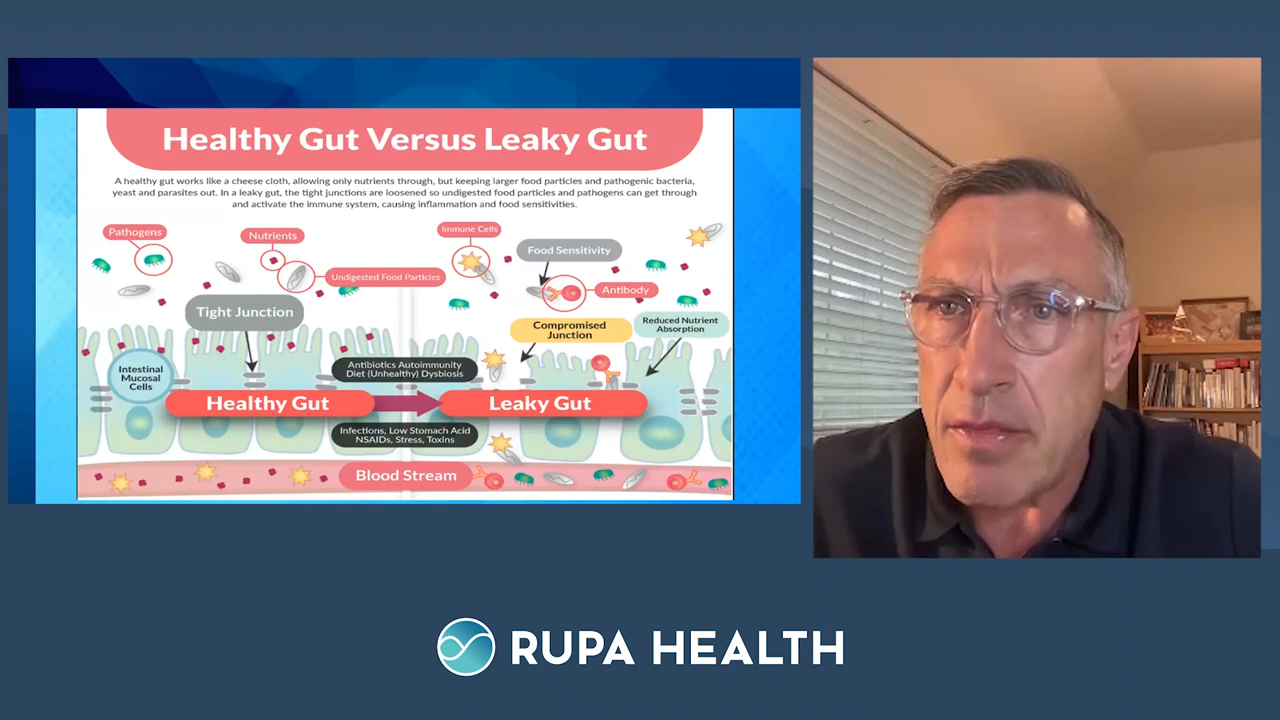 Healthy Gut Versus Leaky Gut
A healthy gut works like a cheese cloth, allowing only nutrients through, but keeping larger food particles and pathogenic bacteria,
yeast and parasites out. In a leaky gut, the tight junctions are loosened so undigested food particles and pathogens can get through
and activate the immune system, causing inflammation and food sensitivities.
Pathogens
Nutrients
Immune Cells
Food Sensitivity
Undigested Food Particles
Antibody
Tight Junction
Compromised
Junction
Reduced Nutrient
Absorption
Intestinal
Mucosal
Cells
Antibiotics Autoimmunity
Diet (Unhealthy) Dysbiosis
Healthy Gut
Leaky Gut
Infections, Low Stomach Acid
NSAIDs, Stress, Toxins
Blood Stream
RUPA HEALTH